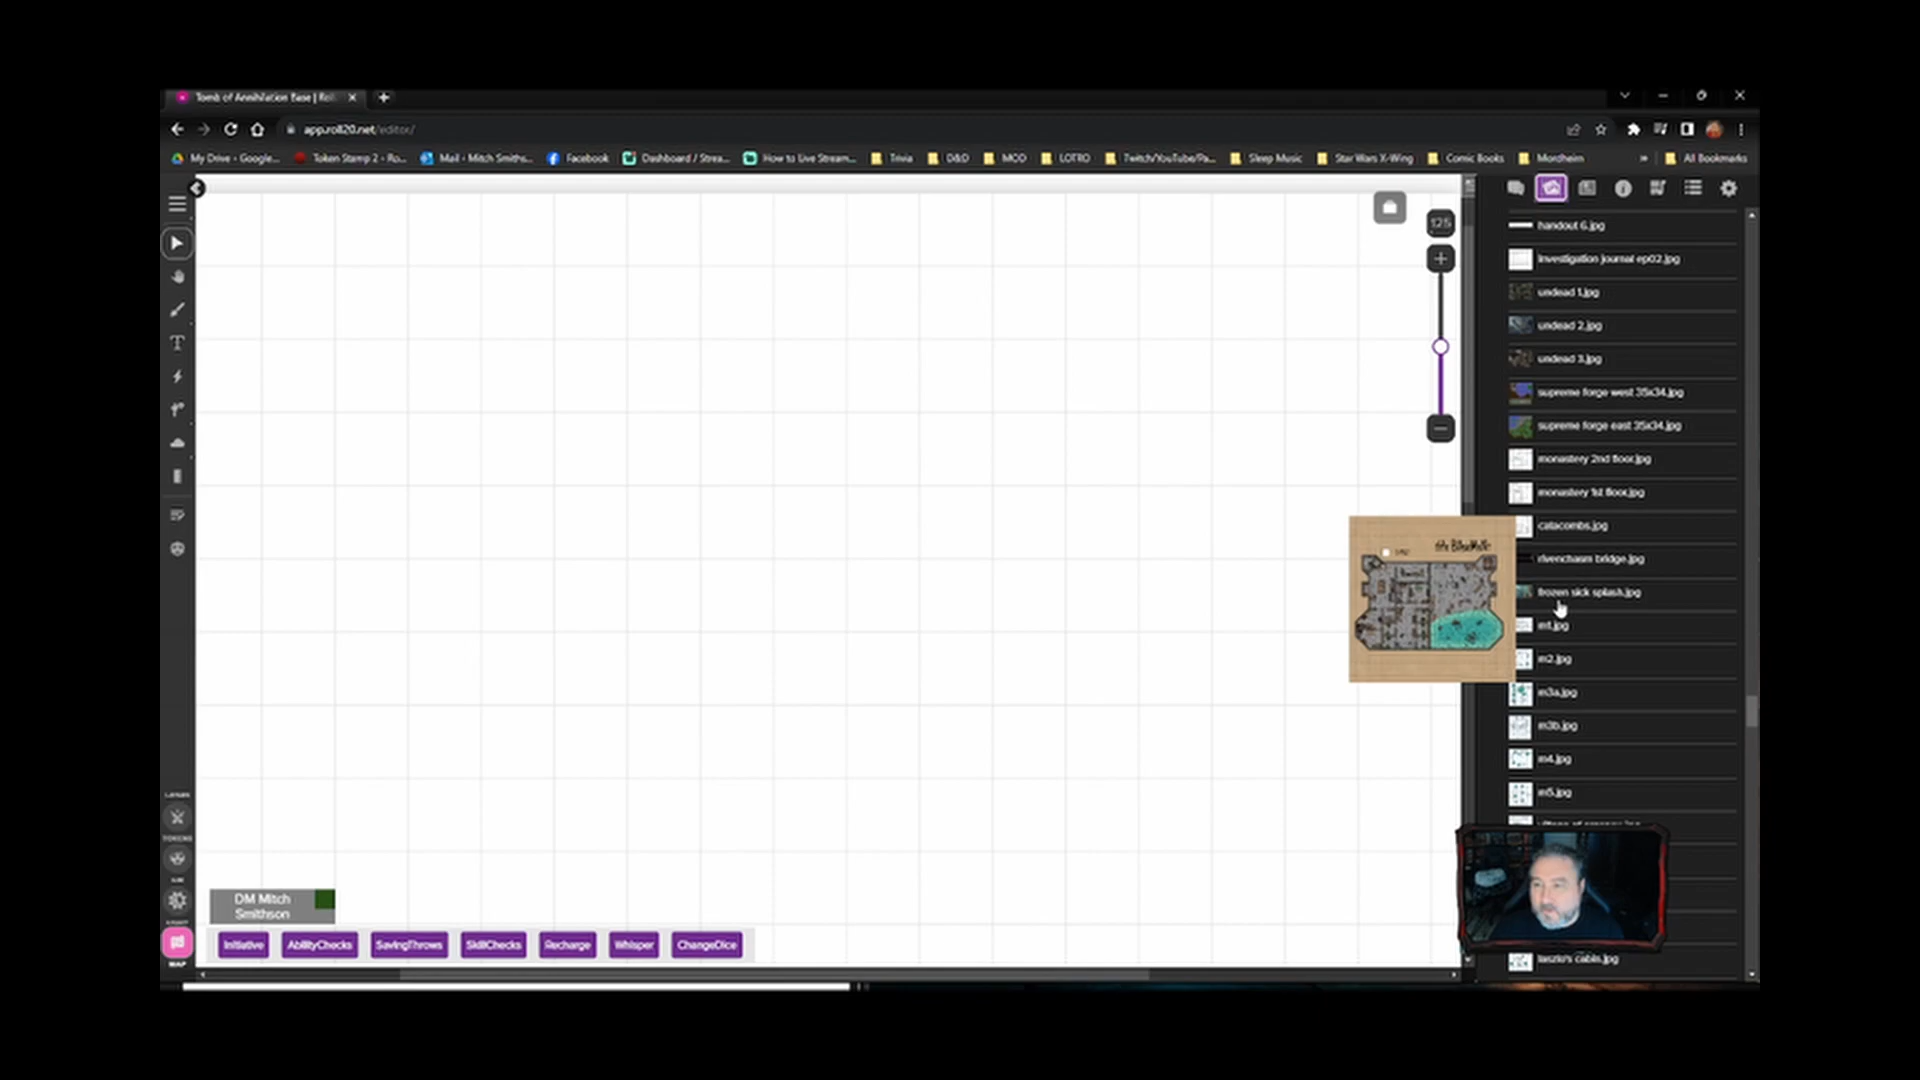 Tomb of Annihilation Base | Roll
app.roll20.net/editor/
My Drive - Google...
Token Stamp 2 - Ro...
Mail - Mitch Smiths...
Facebook
Dashboard / Strea...
How to Live Stream...
Trivia
D&D
MOD
LOTRO
Twitch/YouTube/Pa...
Sleep Music
Star Wars X-Wing
Comic Books
Mordheim
»
All Bookmarks
125
handout 6.jpg
investigation journal ep02.jpg
undead 1.jpg
undead 2.jpg
undead 3.jpg
supreme forge west 35x34.jpg
supreme forge east 35x34.jpg
monastery 2nd floor.jpg
monastery 1st floor.jpg
catacombs.jpg
rivenchasm bridge.jpg
frozen sick splash.jpg
m1.jpg
m2.jpg
m3a.jpg
m3b.jpg
m4.jpg
m5.jpg
laszlo's cabin.jpg
LAYERS
TOKENS
MAP
DM Mitch
Smithson
Initiative
AbilityChecks
SavingThrows
SkillChecks
Recharge
Whisper
ChangeDice